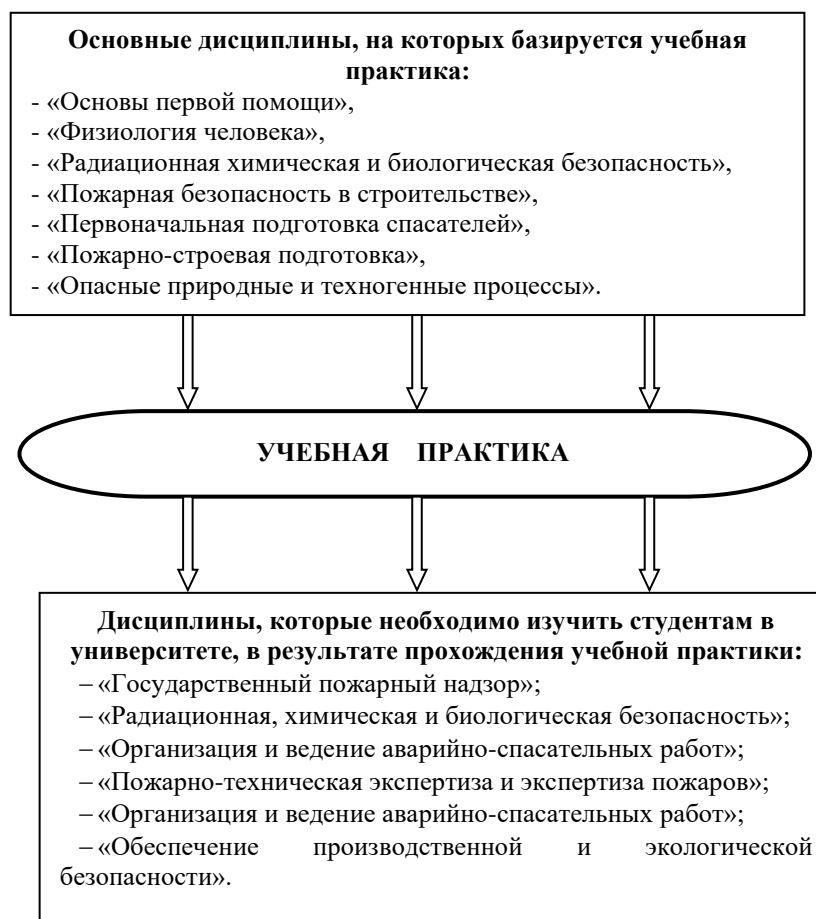 Основные дисциплины, на которых базируется учебная
практика:
- «Основы первой помощи»,
- «Физиология человека»,
- «Радиационная химическая и биологическая безопасность»,
- «Пожарная безопасность в строительстве»,
- «Первоначальная подготовка спасателей»,
- «Пожарно-строевая подготовка»,
- «Опасные природные и техногенные процессы».
УЧЕБНАЯ ПРАКТИКА
Дисциплины, которые необходимо изучить студентам в
университете, в результате прохождения учебной практики:
– «Государственный пожарный надзор»;
– «Радиационная, химическая и биологическая безопасность»;
– «Организация и ведение аварийно-спасательных работ»;
– «Пожарно-техническая экспертиза и экспертиза пожаров»;
– «Организация и ведение аварийно-спасательных работ»;
– «Обеспечение производственной и экологической
безопасности».